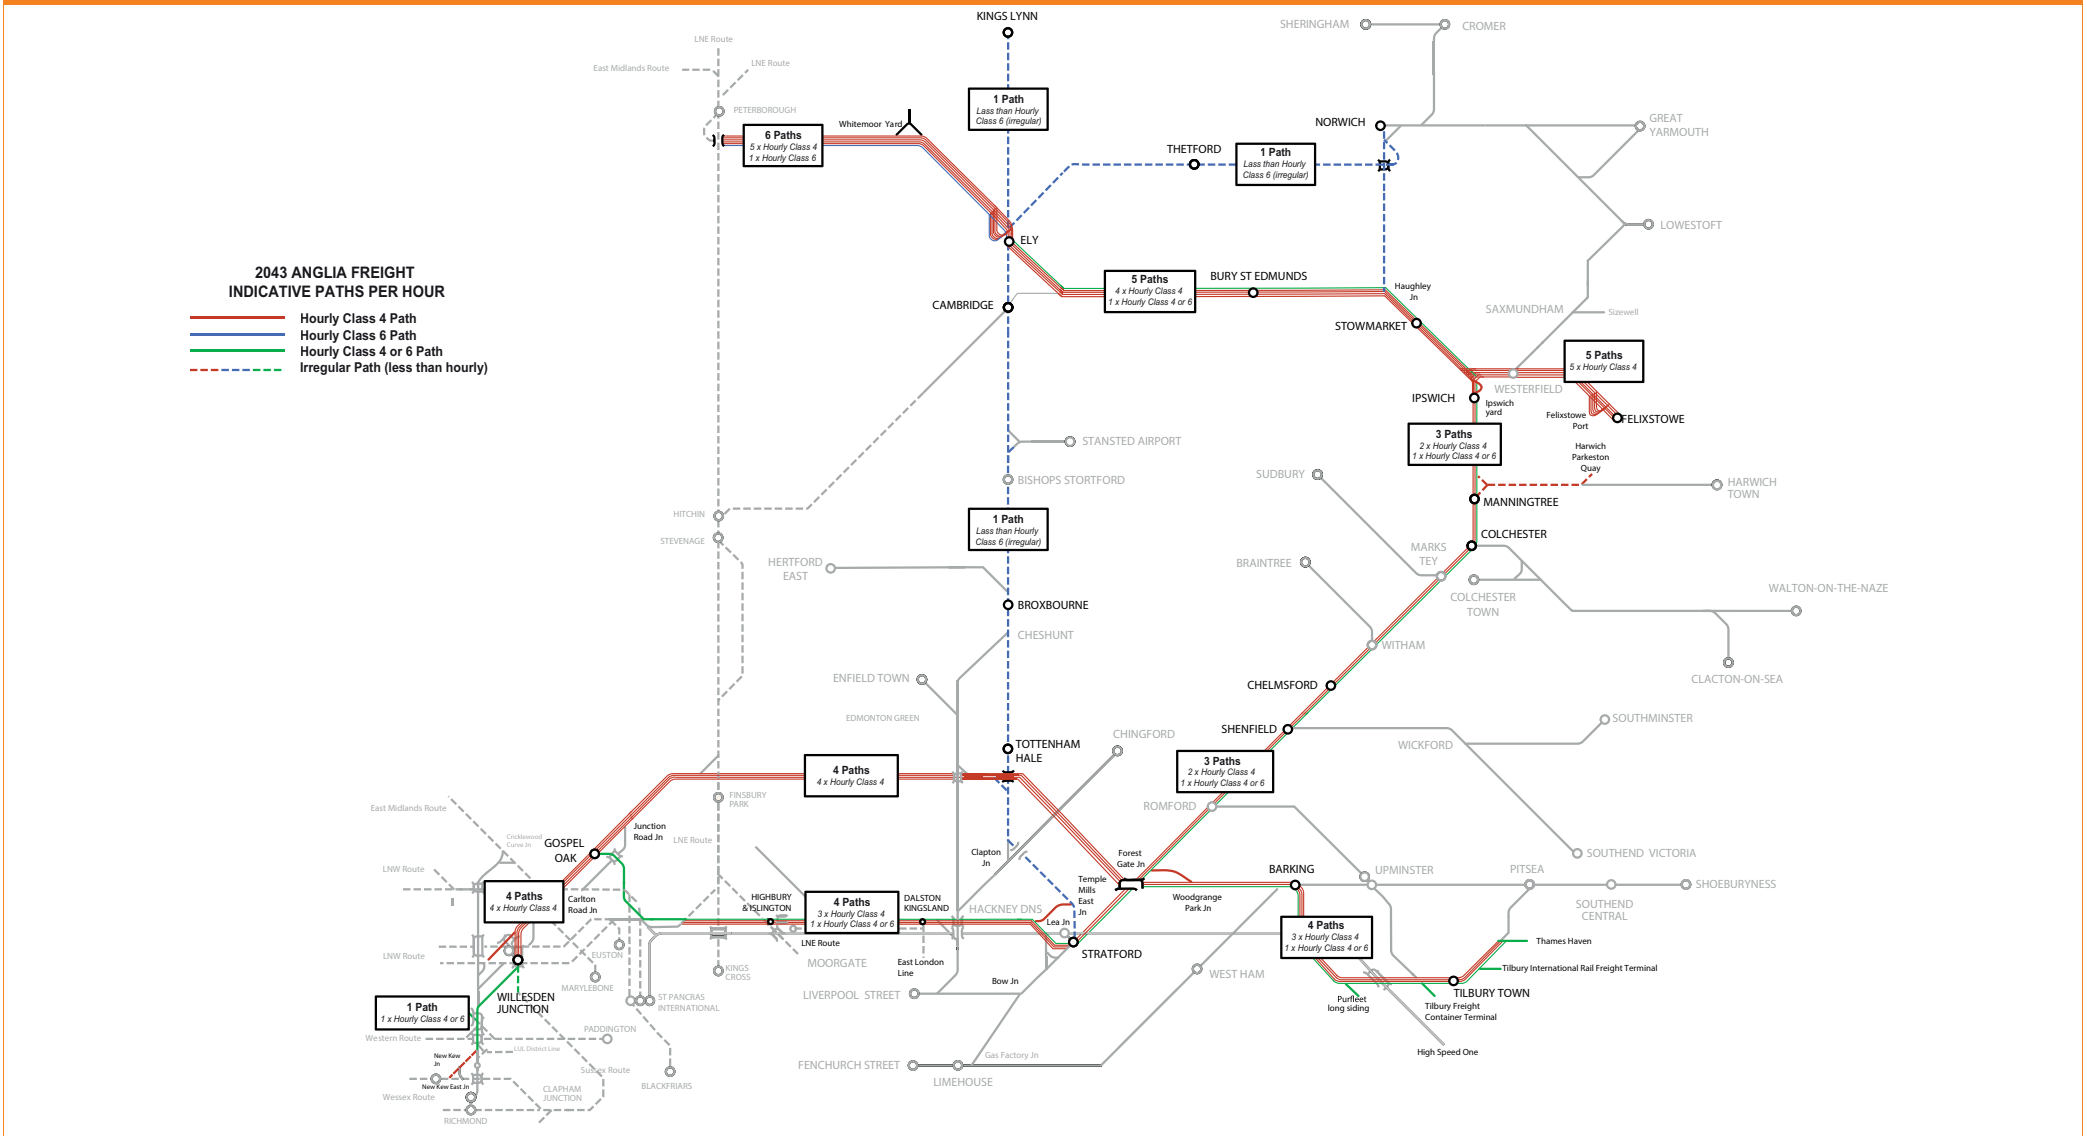 KINGS LYNN
SHERINGHAM
CROMER
LNE Route
East Midlands Route
LNE Route
PETERBOROUGH
Whitemoor Yard
6 Paths
5 x Hourly Class 4
1 x Hourly Class 6
1 Path
Lass than Hourly
Class 6 (irregular)
NORWICH
GREAT
YARMOUTH
THETFORD
1 Path
Less than Hourly
Class 6 (irregular)
LOWESTOFT
ELY
2043 ANGLIA FREIGHT
INDICATIVE PATHS PER HOUR
Hourly Class 4 Path
Hourly Class 6 Path
Hourly Class 4 or 6 Path
Irregular Path (less than hourly)
5 Paths
4 x Hourly Class 4
1 x Hourly Class 4 or 6
BURY ST EDMUNDS
Haughley
Jn
CAMBRIDGE
STOWMARKET
SAXMUNDHAM
Sizewell
5 Paths
5 x Hourly Class 4
WESTERFIELD
IPSWICH
Ipswich
yard
Felixstowe
Port
FELIXSTOWE
3 Paths
2 x Hourly Class 4
1 x Hourly Class 4 or 6
Harwich
Parkeston
Quay
STANSTED AIRPORT
BISHOPS STORTFORD
SUDBURY
HARWICH
TOWN
MANNINGTREE
HITCHIN
STEVENAGE
1 Path
Less than Hourly
Class 6 (irregular)
COLCHESTER
MARKS
TEY
HERTFORD
EAST
BRAINTREE
COLCHESTER
TOWN
WALTON-ON-THE-NAZE
BROXBOURNE
CHESHUNT
WITHAM
ENFIELD TOWN
CHELMSFORD
CLACTON-ON-SEA
EDMONTON GREEN
SHENFIELD
SOUTHMINSTER
CHINGFORD
WICKFORD
TOTTENHAM
HALE
4 Paths
4 x Hourly Class 4
3 Paths
2 x Hourly Class 4
1 x Hourly Class 4 or 6
FINSBURY
PARK
ROMFORD
East Midlands Route
Cricklewood
Curve Jn
Junction
Road Jn
LNE Route
GOSPEL
OAK
Clapton
Jn
Forest
Gate Jn
SOUTHEND VICTORIA
LNW Route
4 Paths
4 x Hourly Class 4
Carlton
Road Jn
HIGHBURY
& ISLINGTON
4 Paths
3 x Hourly Class 4
1 x Hourly Class 4 or 6
LNE Route
DALSTON
KINGSLAND
HACKNEY DNS
Temple
Mills
East
Jn
Lea Jn
BARKING
UPMINSTER
PITSEA
SHOEBURYNESS
SOUTHEND
CENTRAL
Woodgrange
Park Jn
4 Paths
3 x Hourly Class 4
1 x Hourly Class 4 or 6
LNW Route
EUSTON
MOORGATE
East London
Line
STRATFORD
Thames Haven
Tilbury International Rail Freight Terminal
KINGS
CROSS
MARYLEBONE
Bow Jn
WEST HAM
TILBURY TOWN
WILLESDEN
JUNCTION
ST PANCRAS
INTERNATIONAL
LIVERPOOL STREET
Purfleet
long siding
Tilbury Freight
Container Terminal
1 Path
1 x Hourly Class 4 or 6
Western Route
PADDINGTON
LUL District Line
High Speed One
New Kew
Jn
Gas Factory Jn
FENCHURCH STREET
LIMEHOUSE
Sussex Route
BLACKFRIARS
New Kew East Jn
Wessex Route
CLAPHAM
JUNCTION
RICHMOND